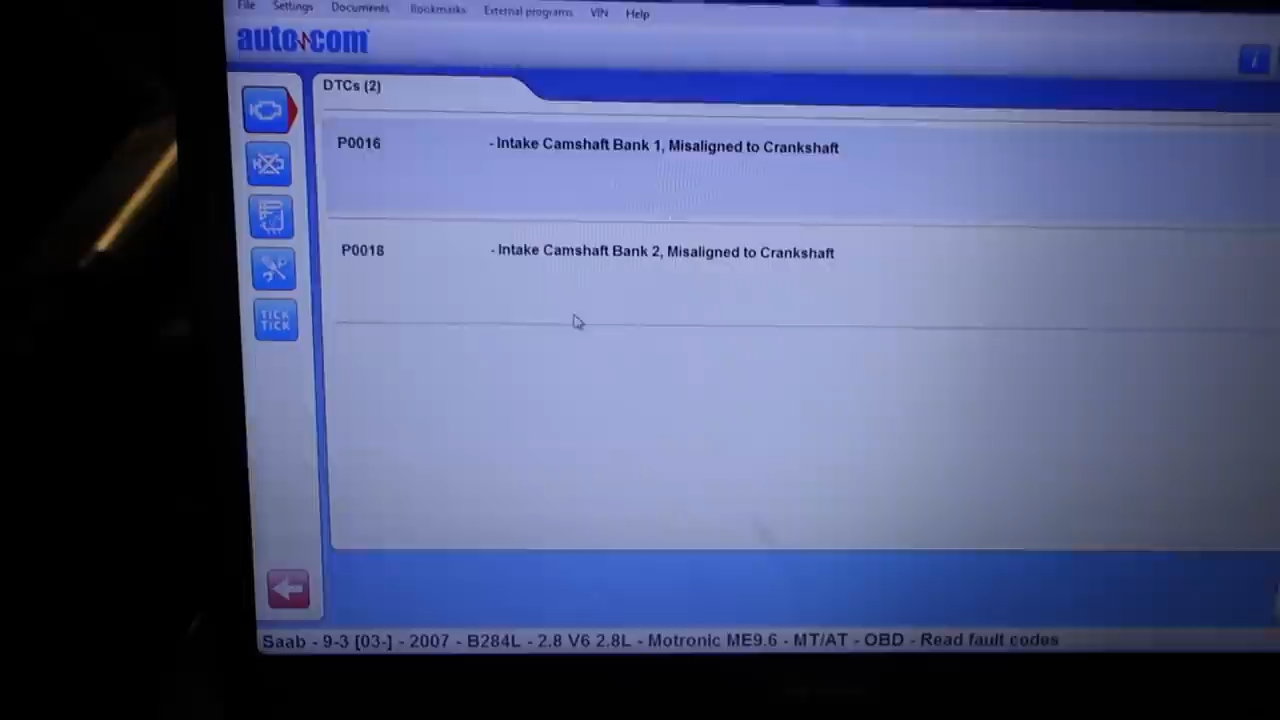 File Settings Documents Bookmarks External programs VIN Help
autocom
i
DTCs (2)
P0016 - Intake Camshaft Bank 1, Misaligned to Crankshaft
P0018 - Intake Camshaft Bank 2, Misaligned to Crankshaft
TICK
TICK
Saab - 9-3 [03-] - 2007 - B284L - 2.8 V6 2.8L - Motronic ME9.6 - MT/AT - OBD - Read fault codes